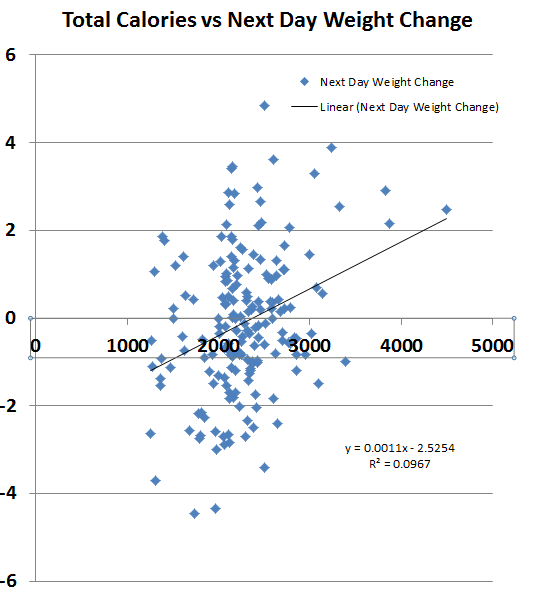 Total Calories vs Next Day Weight Change
6
Next Day Weight Change
Linear (Next Day Weight Change)
4
2
0
0 1000 2000 3000 4000 5000
-2
y = 0.0011x - 2.5254
R² = 0.0967
-4
-6